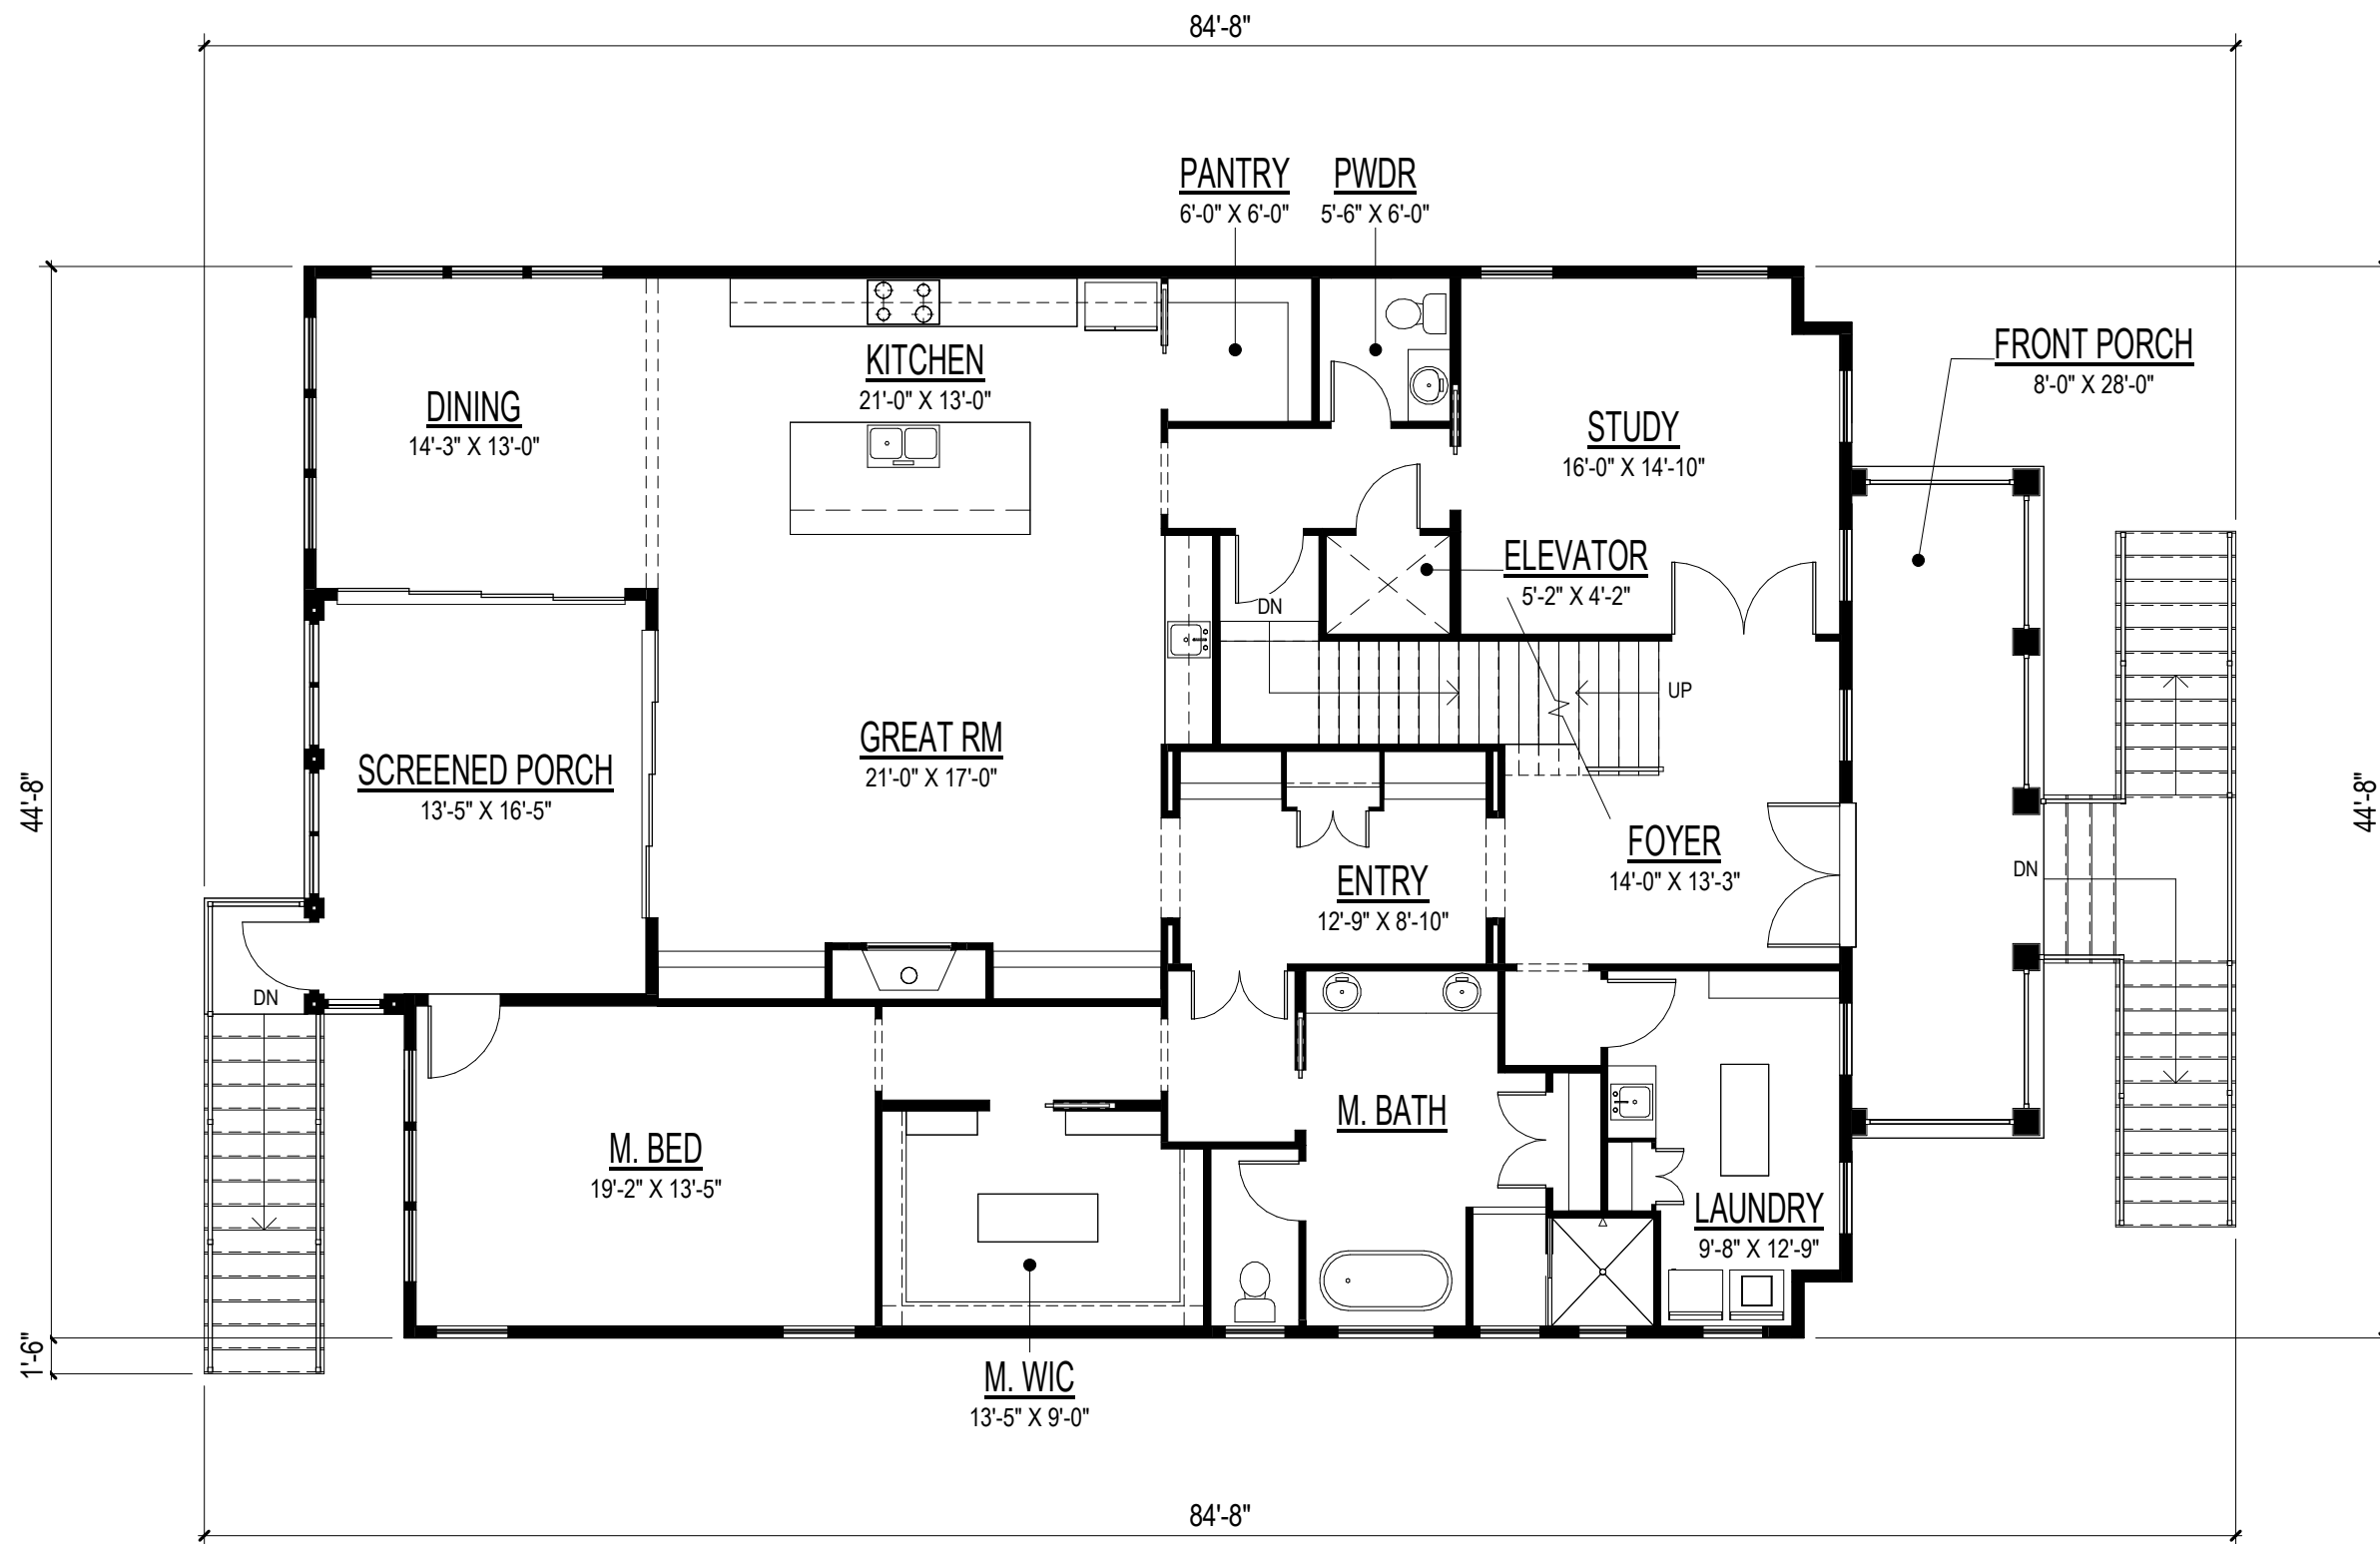 84'-8"
PANTRY
6'-0" X 6'-0"
PWDR
5'-6" X 6'-0"
KITCHEN
21'-0" X 13'-0"
FRONT PORCH
8'-0" X 28'-0"
DINING
14'-3" X 13'-0"
STUDY
16'-0" X 14'-10"
ELEVATOR
5'-2" X 4'-2"
DN
UP
GREAT RM
21'-0" X 17'-0"
SCREENED PORCH
13'-5" X 16'-5"
44'-8"
44'-8"
FOYER
14'-0" X 13'-3"
ENTRY
12'-9" X 8'-10"
DN
DN
M. BATH
M. BED
19'-2" X 13'-5"
LAUNDRY
9'-8" X 12'-9"
1'-6"
M. WIC
13'-5" X 9'-0"
84'-8"